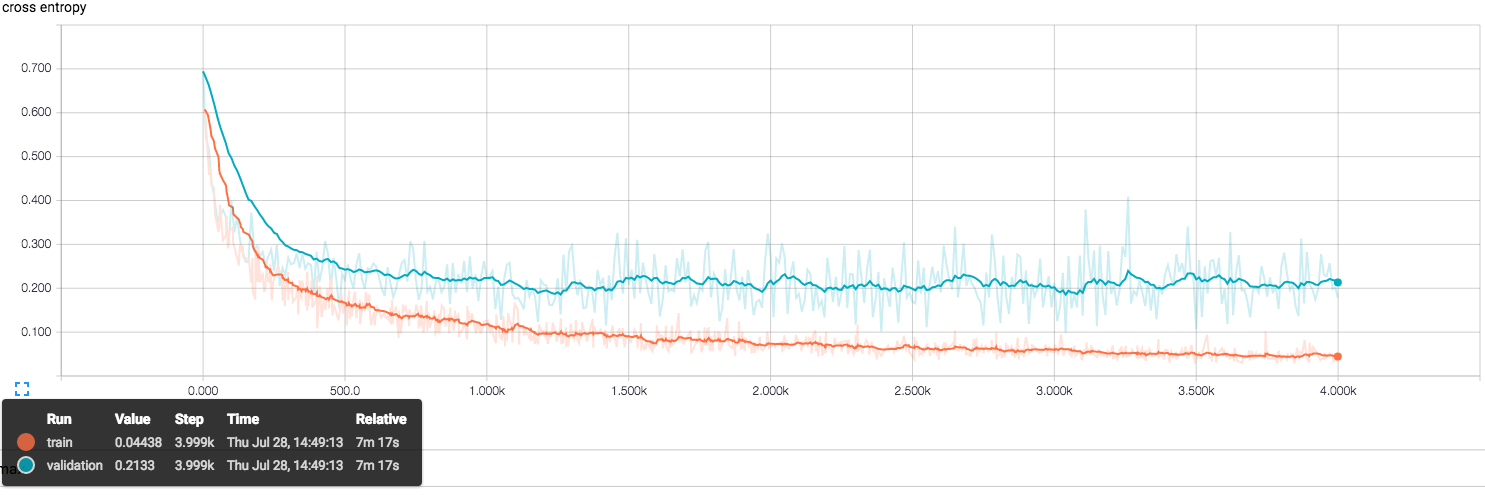 cross entropy
0.700
0.600
0.500
0.400
0.300
0.200
0.100
0.000 500.0 1.000k 1.500k 2.000k 2.500k 3.000k 3.500k 4.000k
Run Value Step Time Relative
train 0.04438 3.999k Thu Jul 28, 14:49:13 7m 17s
validation 0.2133 3.999k Thu Jul 28, 14:49:13 7m 17s